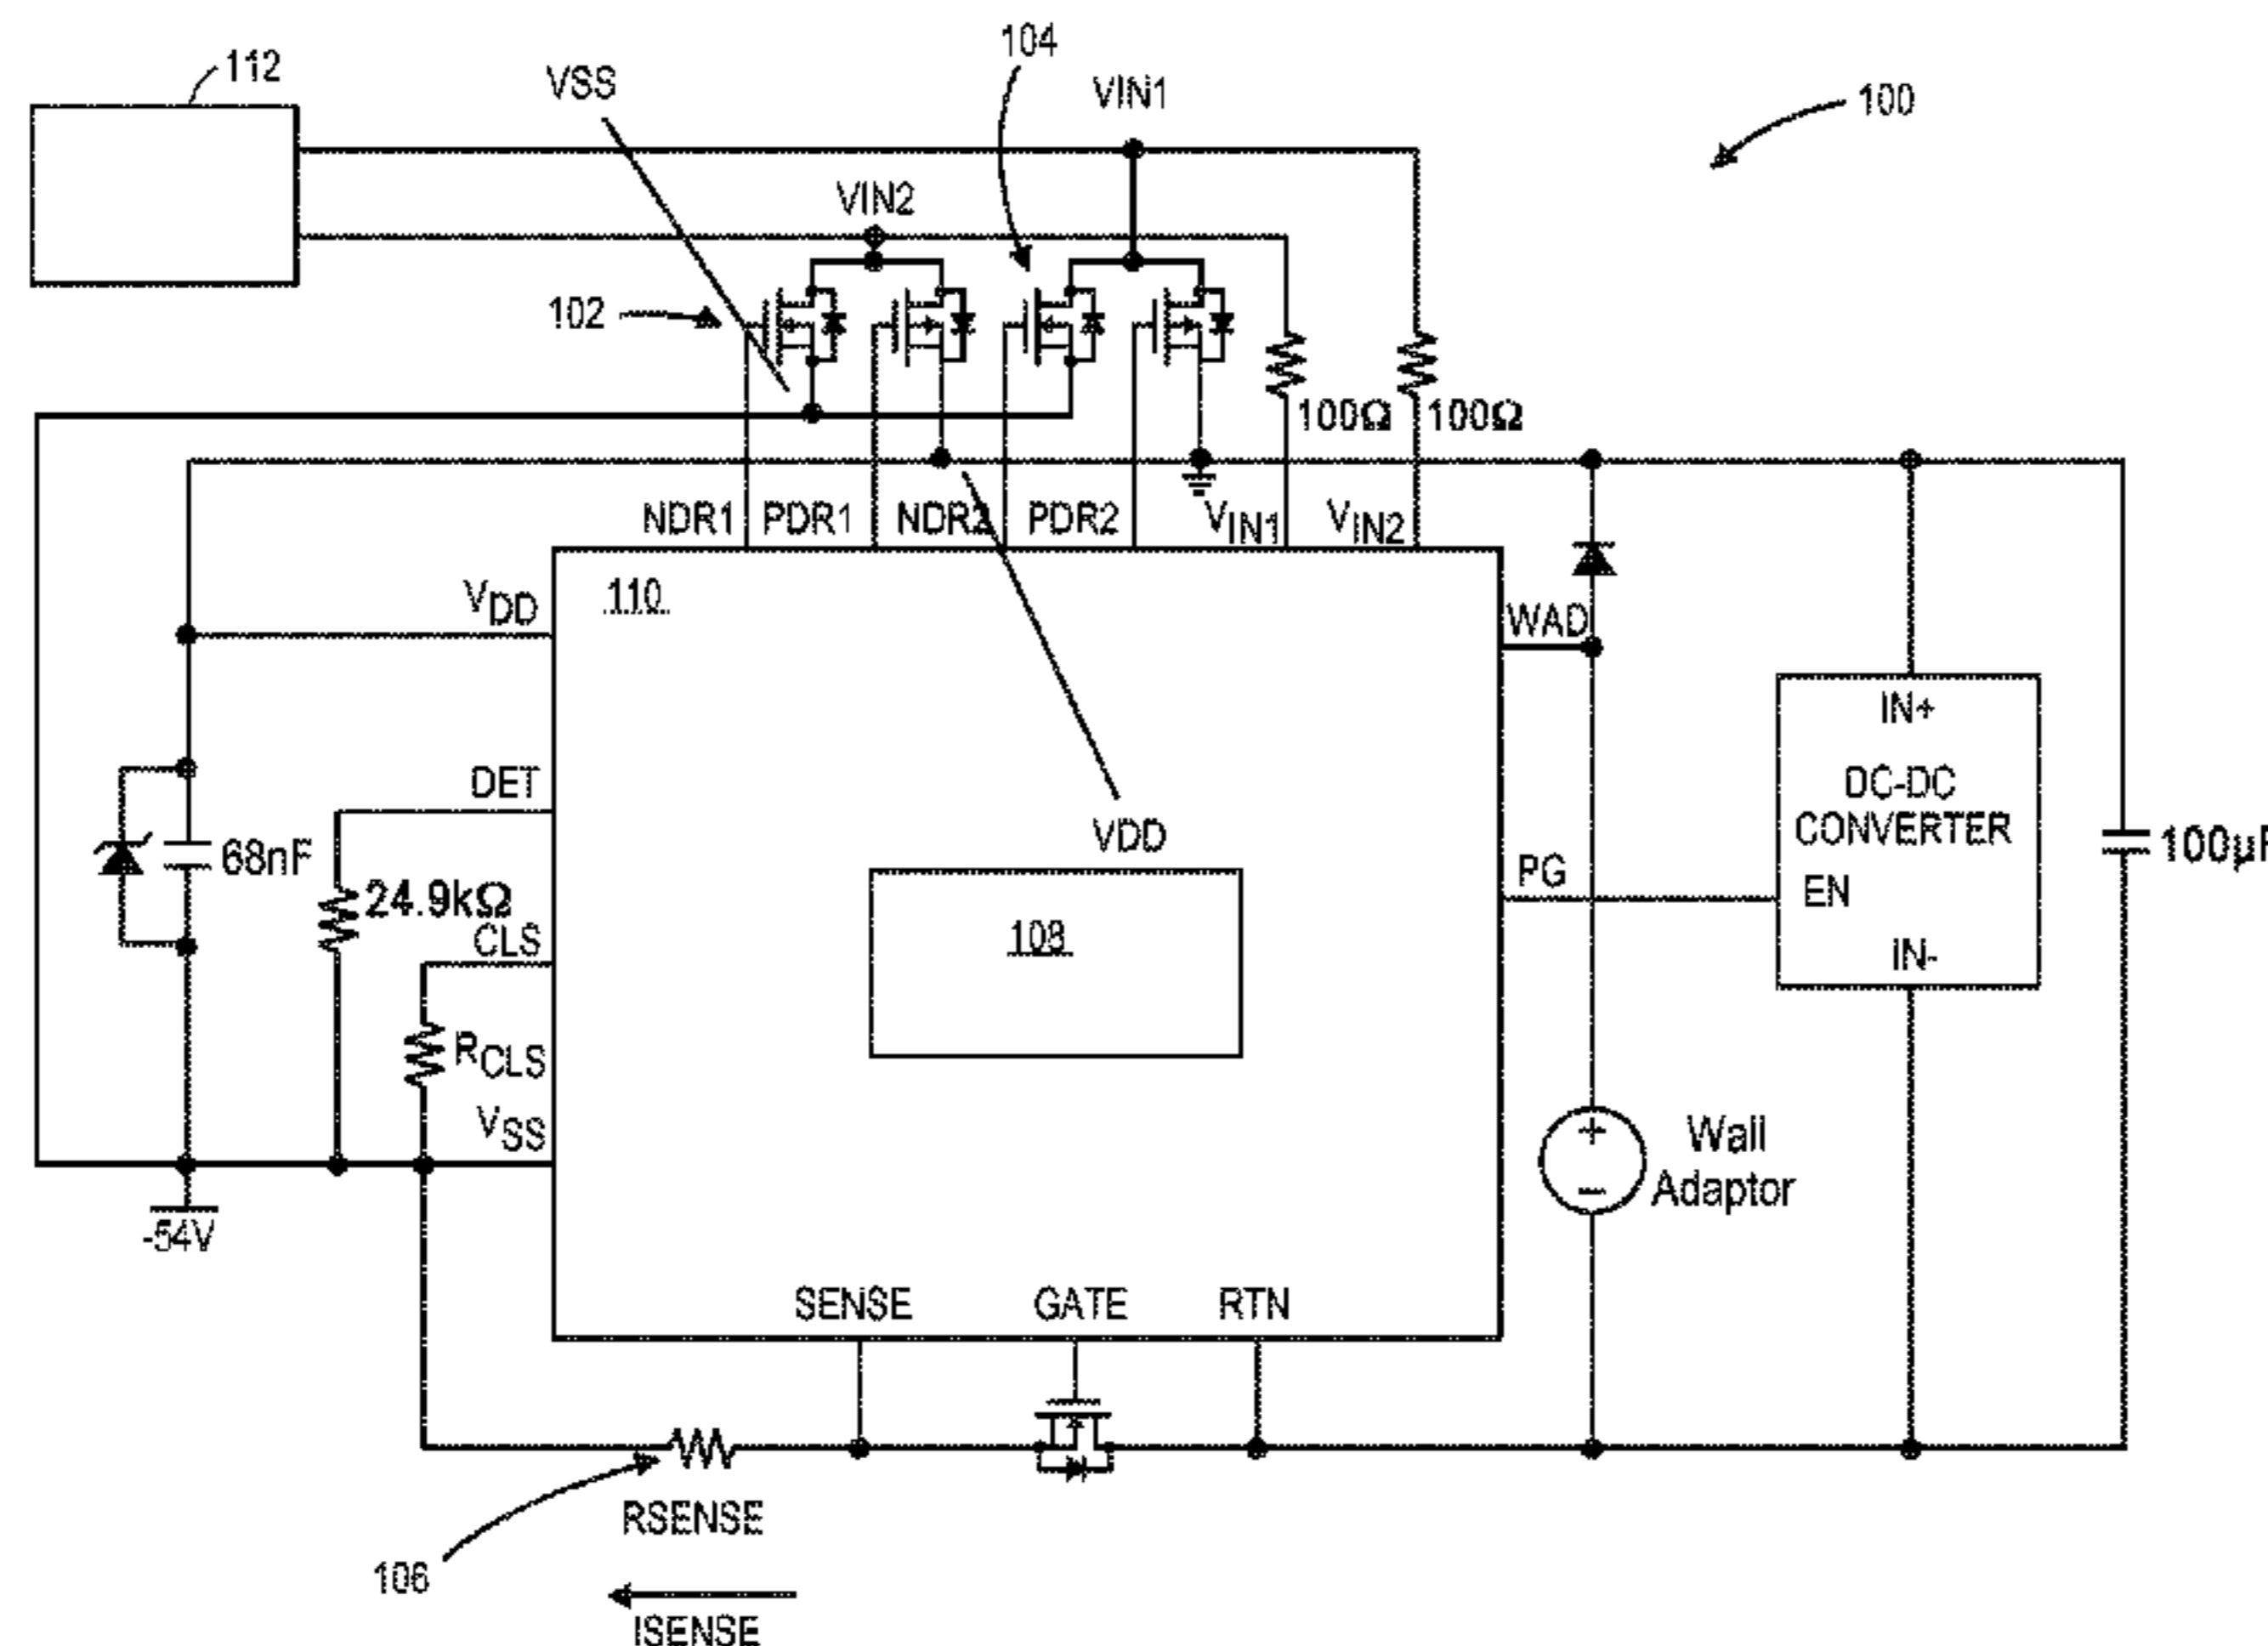 112
VSS
104
VIN1
100
VIN2
102
100Ω
100Ω
NDR1
PDR1
NDR2
PDR2
VIN1
VIN2
VDD
110
WAD
IN+
DET
VDD
DC-DC
CONVERTER
68nF
100µF
24.9kΩ
PG
EN
CLS
108
IN-
RCLS
VSS
+
Wall
Adaptor
-54V
SENSE
GATE
RTN
RSENSE
106
ISENSE